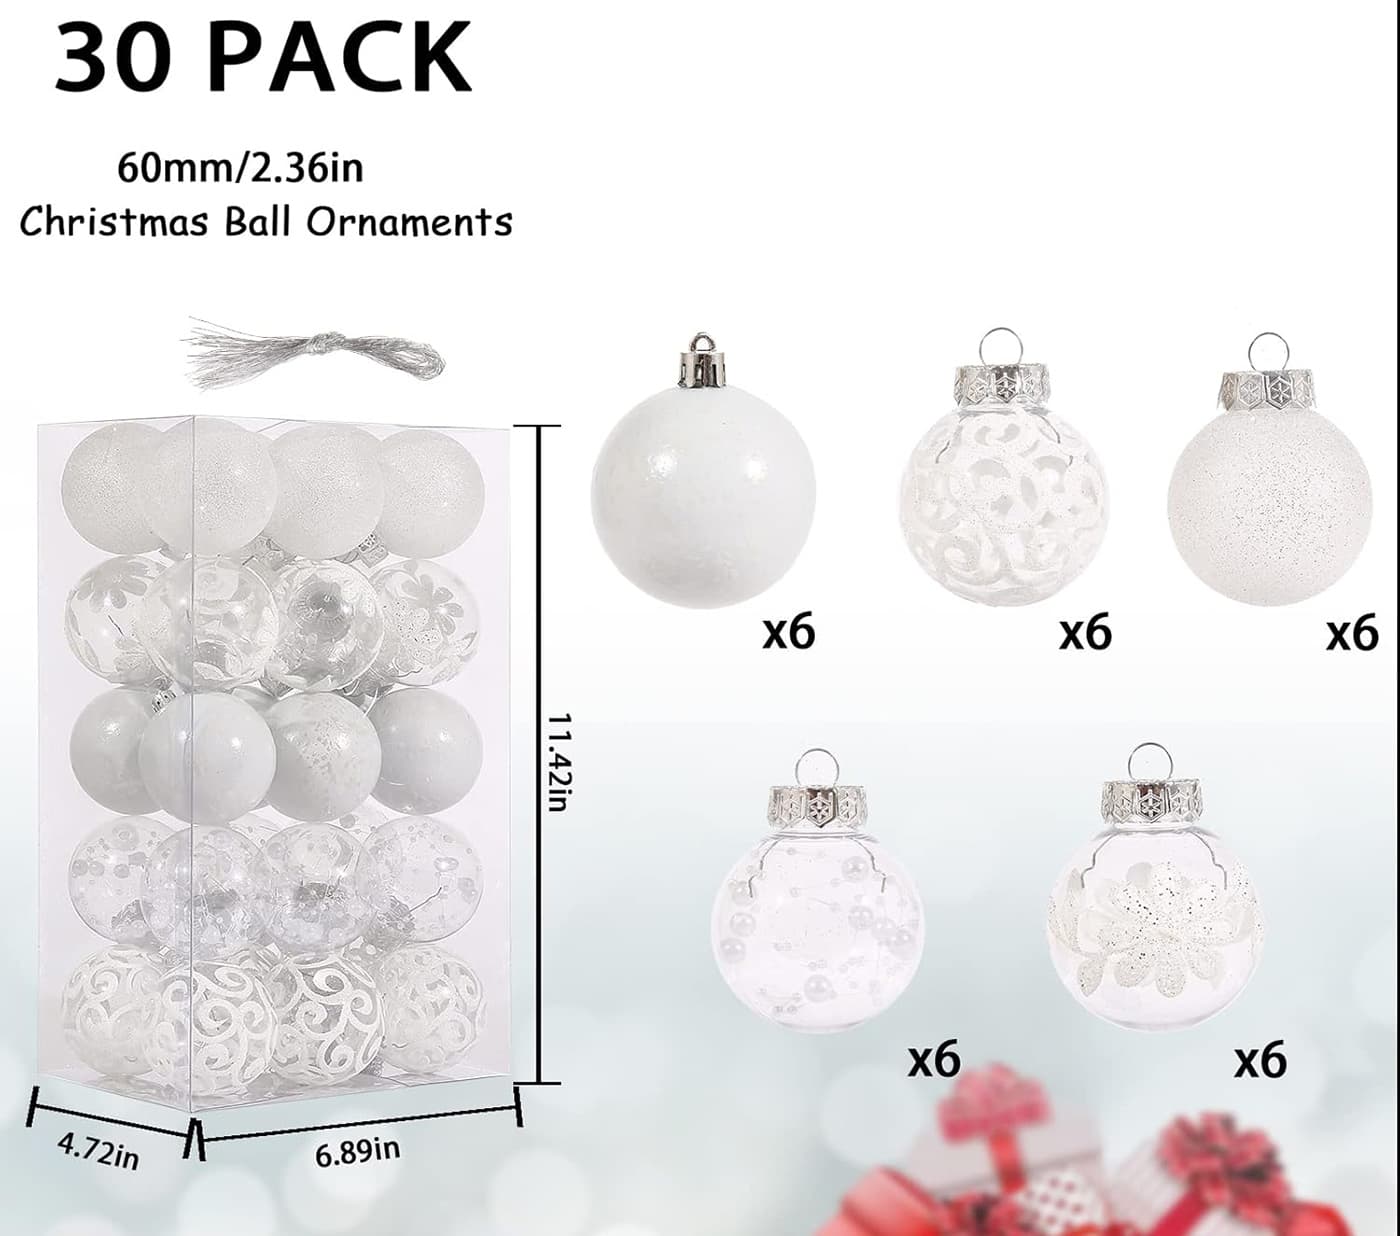 30 PACK
60mm/2.36in
Christmas Ball Ornaments
x6
x6
x6
11.42in
x6
x6
4.72in
6.89in